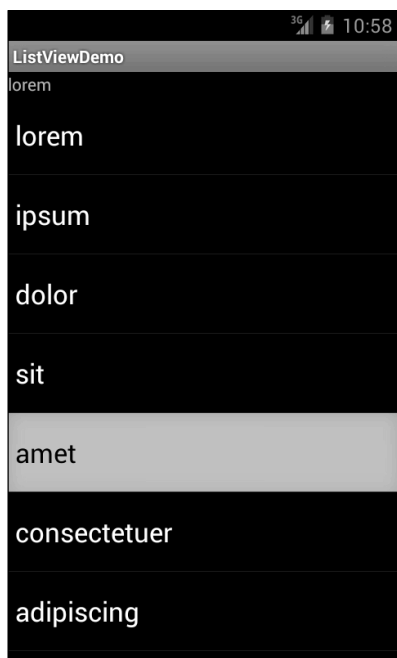 3G 10:58
ListViewDemo
lorem
lorem
ipsum
dolor
sit
amet
consectetuer
adipiscing